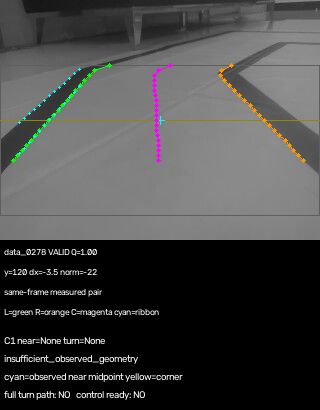 data_0278 VALID Q=1.00
y=120 dx=-3.5 norm=-22
same-frame measured pair
L=green R=orange C=magenta cyan=ribbon
C1 near=None turn=None
insufficient_observed_geometry
cyan=observed near midpoint yellow=corner
full turn path: NO control ready: NO